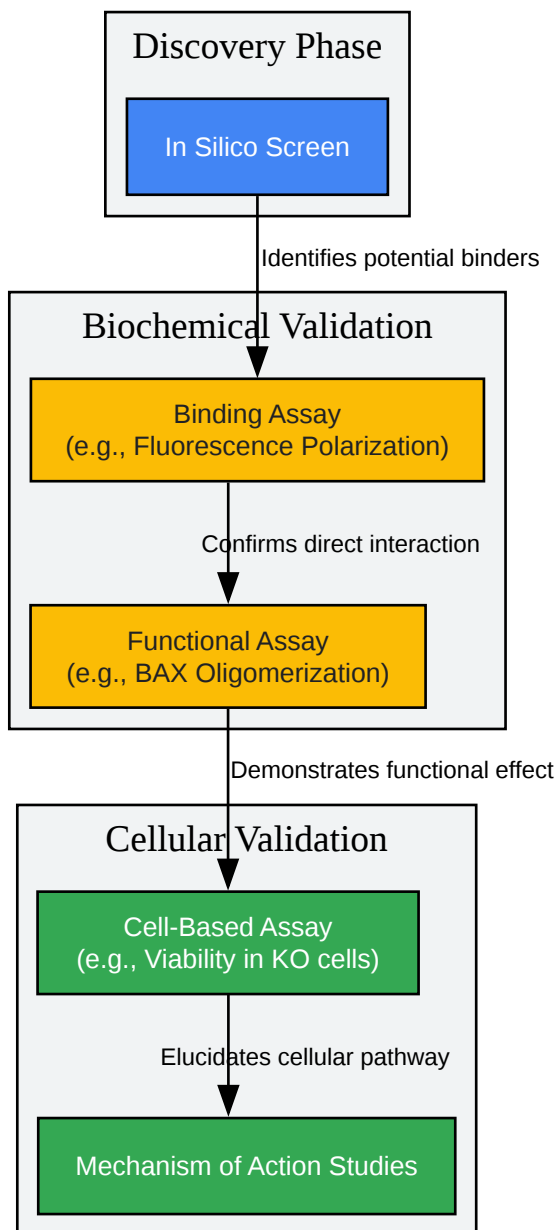 Discovery Phase
In Silico Screen
Identifies potential binders
Biochemical Validation
Binding Assay
(e.g., Fluorescence Polarization)
Confirms direct interaction
Functional Assay
(e.g., BAX Oligomerization)
Demonstrates functional effect
Cellular Validation
Cell-Based Assay
(e.g., Viability in KO cells)
Elucidates cellular pathway
Mechanism of Action Studies